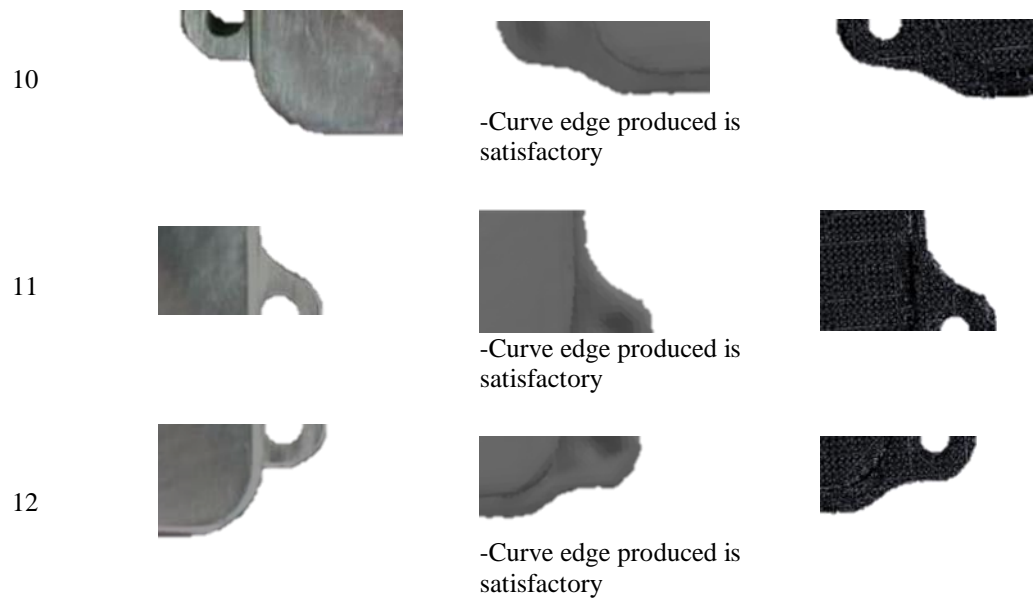 10
-Curve edge produced is
satisfactory
11
-Curve edge produced is
satisfactory
12
-Curve edge produced is
satisfactory